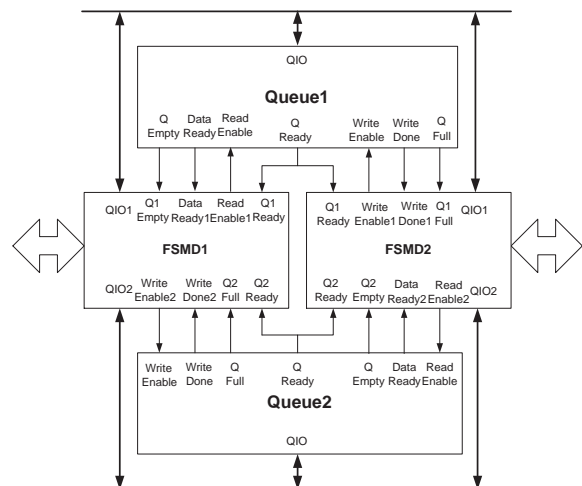 QIO
Queue1
Q Data Read Q Write Write Q
Empty Ready Enable Ready Enable Done Full
QIO1 Q1 Data Read Q1
Empty Ready1 Enable1 Ready
FSMD1
QIO2 Write Write Q2 Q2
Enable2 Done2 Full Ready
Q1 Write Write Q1 QIO1
Ready Enable1 Done1 Full
FSMD2
Q2 Q2 Data Read QIO2
Ready Empty Ready2 Enable2
Write Write Q Q Q Data Read
Enable Done Full Ready Empty Ready Enable
Queue2
QIO